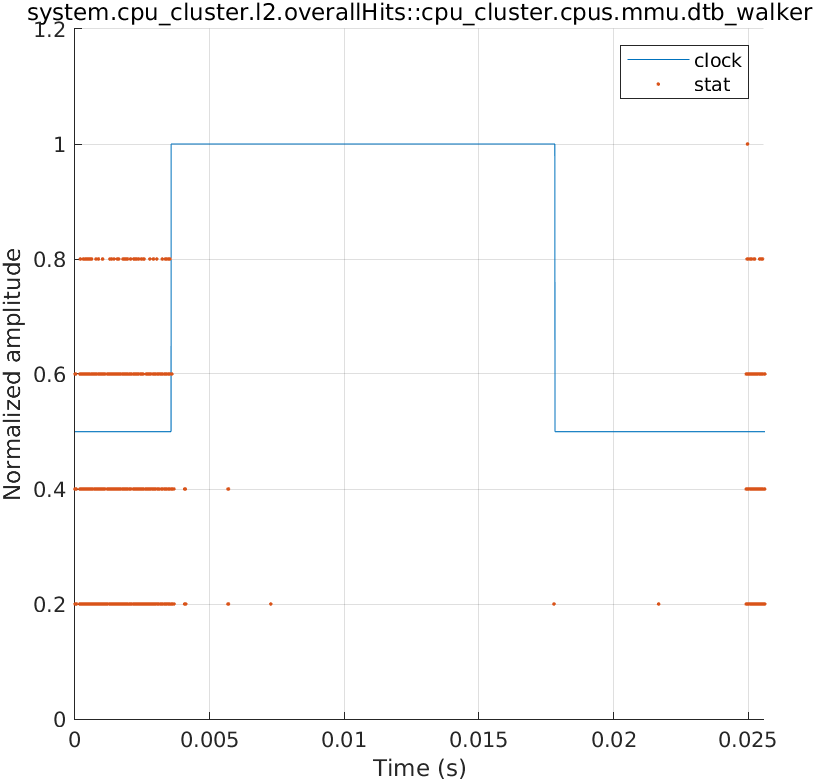 system.cpu_cluster.l2.overallHits::cpu_cluster.cpus.mmu.dtb_walker
1.2
clock
stat
1
0.8
0.6
0.4
0.2
0
Normalized amplitude
0 0.005 0.01 0.015 0.02 0.025
Time (s)